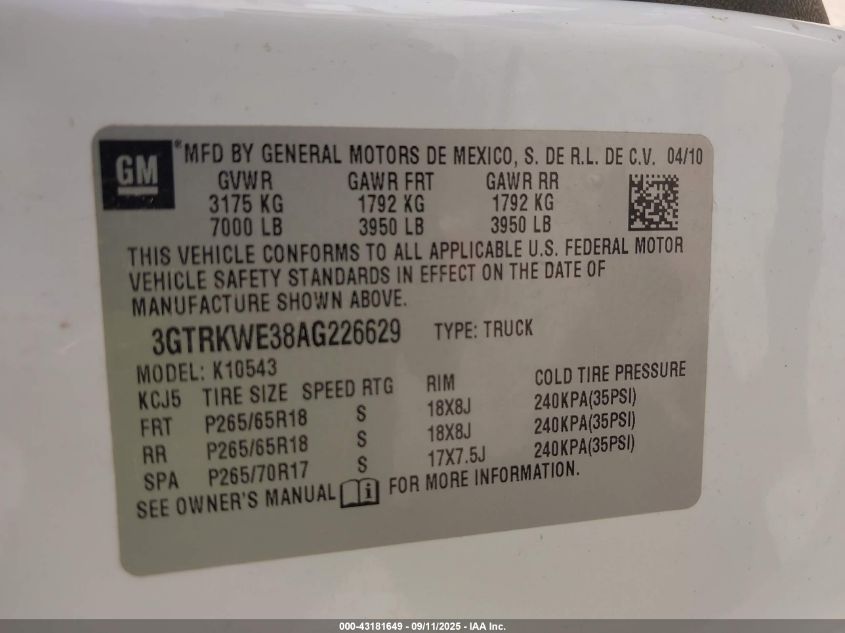 GM
®MFD BY GENERAL MOTORS DE MEXICO, S. DE R.L. DE C.V. 04/10
GVWR GAWR FRT GAWR RR
3175 KG 1792 KG 1792 KG
7000 LB 3950 LB 3950 LB
THIS VEHICLE CONFORMS TO ALL APPLICABLE U.S. FEDERAL MOTOR
VEHICLE SAFETY STANDARDS IN EFFECT ON THE DATE OF
MANUFACTURE SHOWN ABOVE.
3GTRKWE38AG226629 TYPE: TRUCK
MODEL: K10543
KCJ5 TIRE SIZE SPEED RTG RIM COLD TIRE PRESSURE
FRT P265/65R18 S 18X8J 240KPA(35PSI)
RR P265/65R18 S 18X8J 240KPA(35PSI)
SPA P265/70R17 S 17X7.5J 240KPA(35PSI)
SEE OWNER'S MANUAL i FOR MORE INFORMATION.
000-43181649 - 09/11/2025 - IAA Inc.